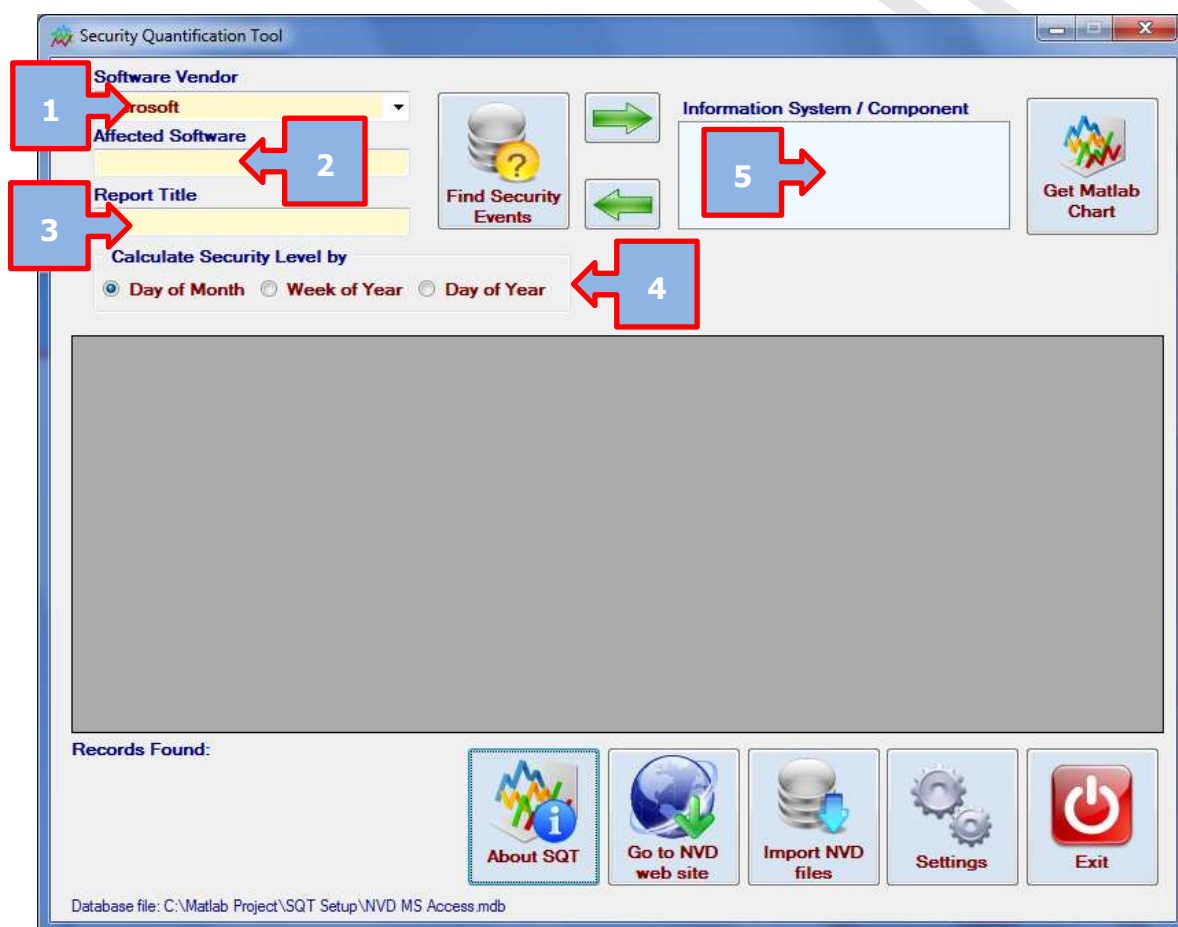 Security Quantification Tool
Software Vendor
1
rosoft
Affected Software
2
Report Title
3
Find Security
Events
Information System / Component
5
Get Matlab
Chart
Calculate Security Level by
Day of Month
Week of Year
Day of Year
4
Records Found:
About SQT
Go to NVD
web site
Import NVD
files
Settings
Exit
Database file: C:\Matlab Project\SQT Setup\NVD MS Access.mdb